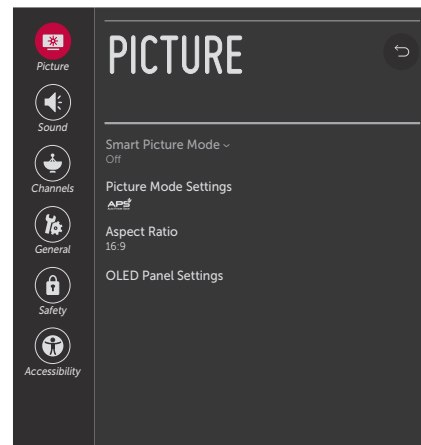 PICTURE
Picture
Sound
Channels
General
Safety
Accessibility
Smart Picture Mode
Off
Picture Mode Settings
APS
Aspect Ratio
16:9
OLED Panel Settings